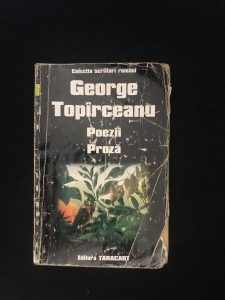 Colecția scriitori români
George
Topîrceanu
Poezii
Proză
Editura TARACART